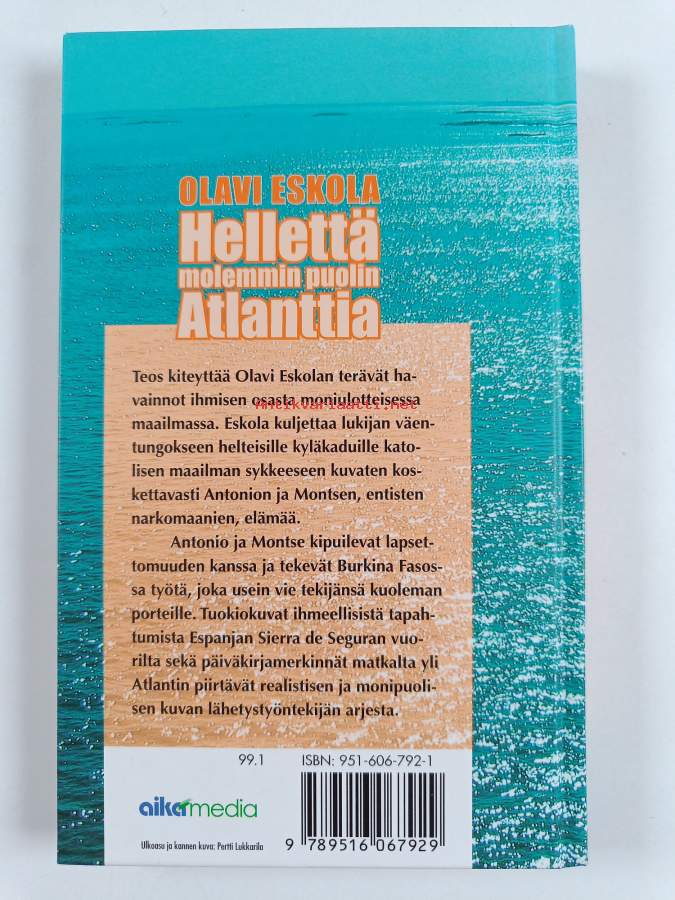 OLAVI ESKOLA
Hellettä
molemmin puolin
Atlanttia
Teos kiteyttää Olavi Eskolan terävät ha-
vainnot ihmisen osasta moniulotteisessa
Antikvariaatti.net
maailmassa. Eskola kuljettaa lukijan väen-
tungokseen helteisille kyläkaduille kato-
lisen maailman sykkeeseen kuvaten kos-
kettavasti Antonion ja Montsen, entisten
narkomaanien, elämää.
Antonio ja Montse kipuilevat lapset-
tomuuden kanssa ja tekevät Burkina Fasos-
sa työtä, joka usein vie tekijänsä kuoleman
porteille. Tuokiokuvat ihmeellisistä tapah-
tumista Espanjan Sierra de Seguran vuo-
rilta sekä päiväkirjamerkinnät matkalta yli
Atlantin piirtävät realistisen ja monipuoli-
sen kuvan lähetystyöntekijän arjesta.
99.1 ISBN: 951-606-792-1
aikamedia
Ulkoasu ja kannen kuva: Pertti Lukkarila
9 789516 067929